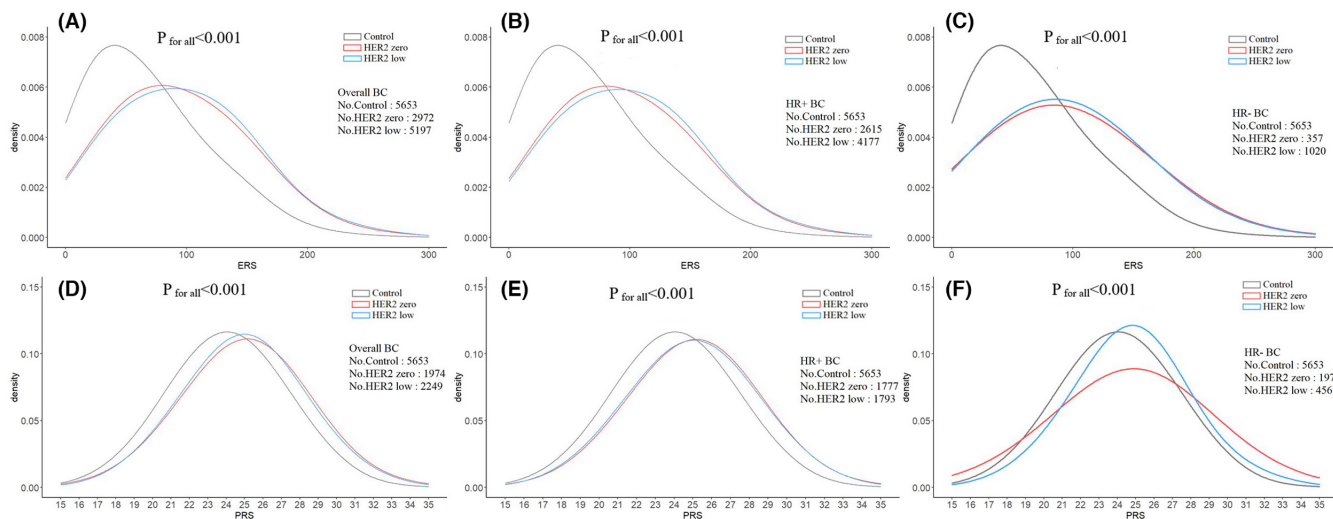 (A)
P for all<0.001
Control
HER2 zero
HER2 low
Overall BC
No.Control : 5653
No.HER2 zero : 2972
No.HER2 low : 5197
density
0.008
0.006
0.004
0.002
0.000
0 100 200 300
ERS
(B)
P for all<0.001
Control
HER2 zero
HER2 low
HR+ BC
No.Control : 5653
No.HER2 zero : 2615
No.HER2 low : 4177
density
0.008
0.006
0.004
0.002
0.000
0 100 200 300
ERS
(C)
P for all<0.001
Control
HER2 zero
HER2 low
HR- BC
No.Control : 5653
No.HER2 zero : 357
No.HER2 low : 1020
density
0.008
0.006
0.004
0.002
0.000
0 100 200 300
ERS
(D)
P for all<0.001
Control
HER2 zero
HER2 low
Overall BC
No.Control : 5653
No.HER2 zero : 1974
No.HER2 low : 2249
density
0.15
0.10
0.05
0.00
15 16 17 18 19 20 21 22 23 24 25 26 27 28 29 30 31 32 33 34 35
PRS
(E)
P for all<0.001
Control
HER2 zero
HER2 low
HR+ BC
No.Control : 5653
No.HER2 zero : 1777
No.HER2 low : 1793
density
0.15
0.10
0.05
0.00
15 16 17 18 19 20 21 22 23 24 25 26 27 28 29 30 31 32 33 34 35
PRS
(F)
P for all<0.001
Control
HER2 zero
HER2 low
HR- BC
No.Control : 5653
No.HER2 zero : 197
No.HER2 low : 456
density
0.15
0.10
0.05
0.00
15 16 17 18 19 20 21 22 23 24 25 26 27 28 29 30 31 32 33 34 35
PRS